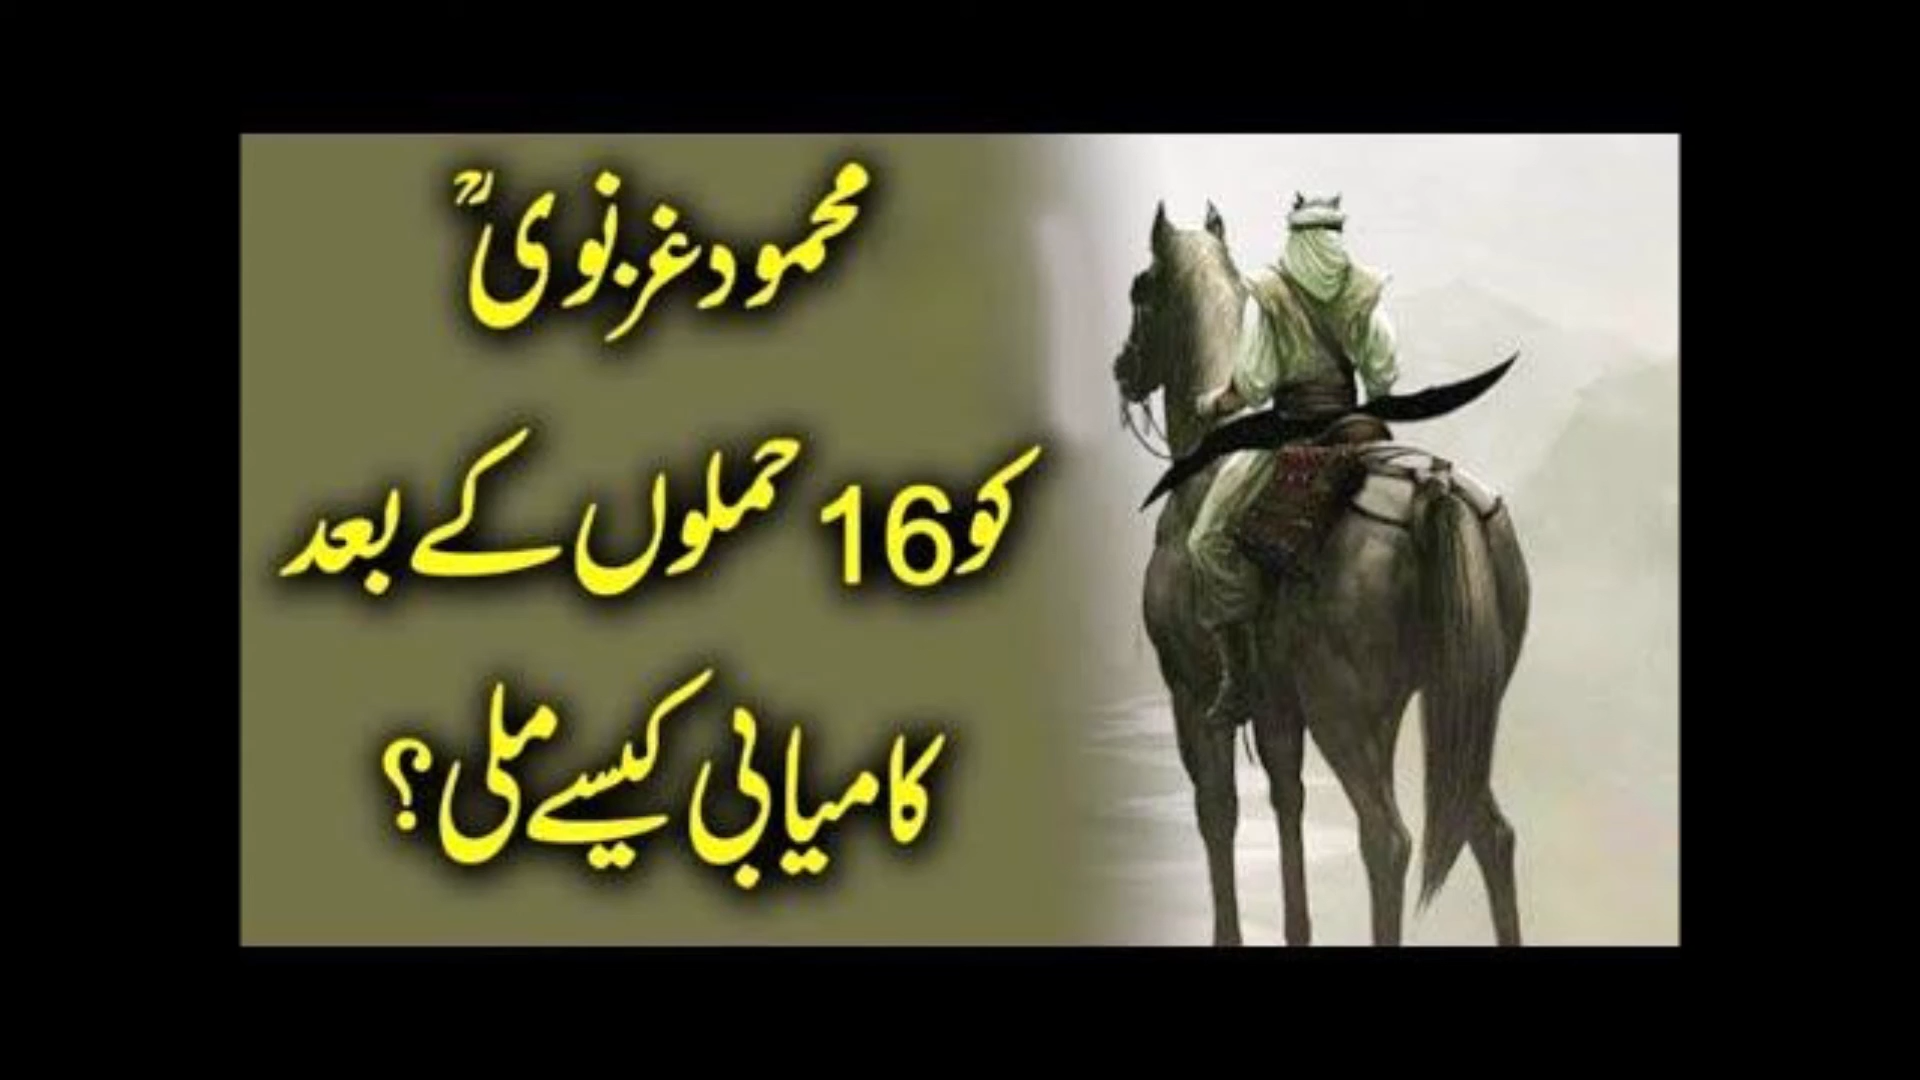 محمود غزنویؒ
کو 16 حملوں کے بعد
کامیابی کیسے ملی؟